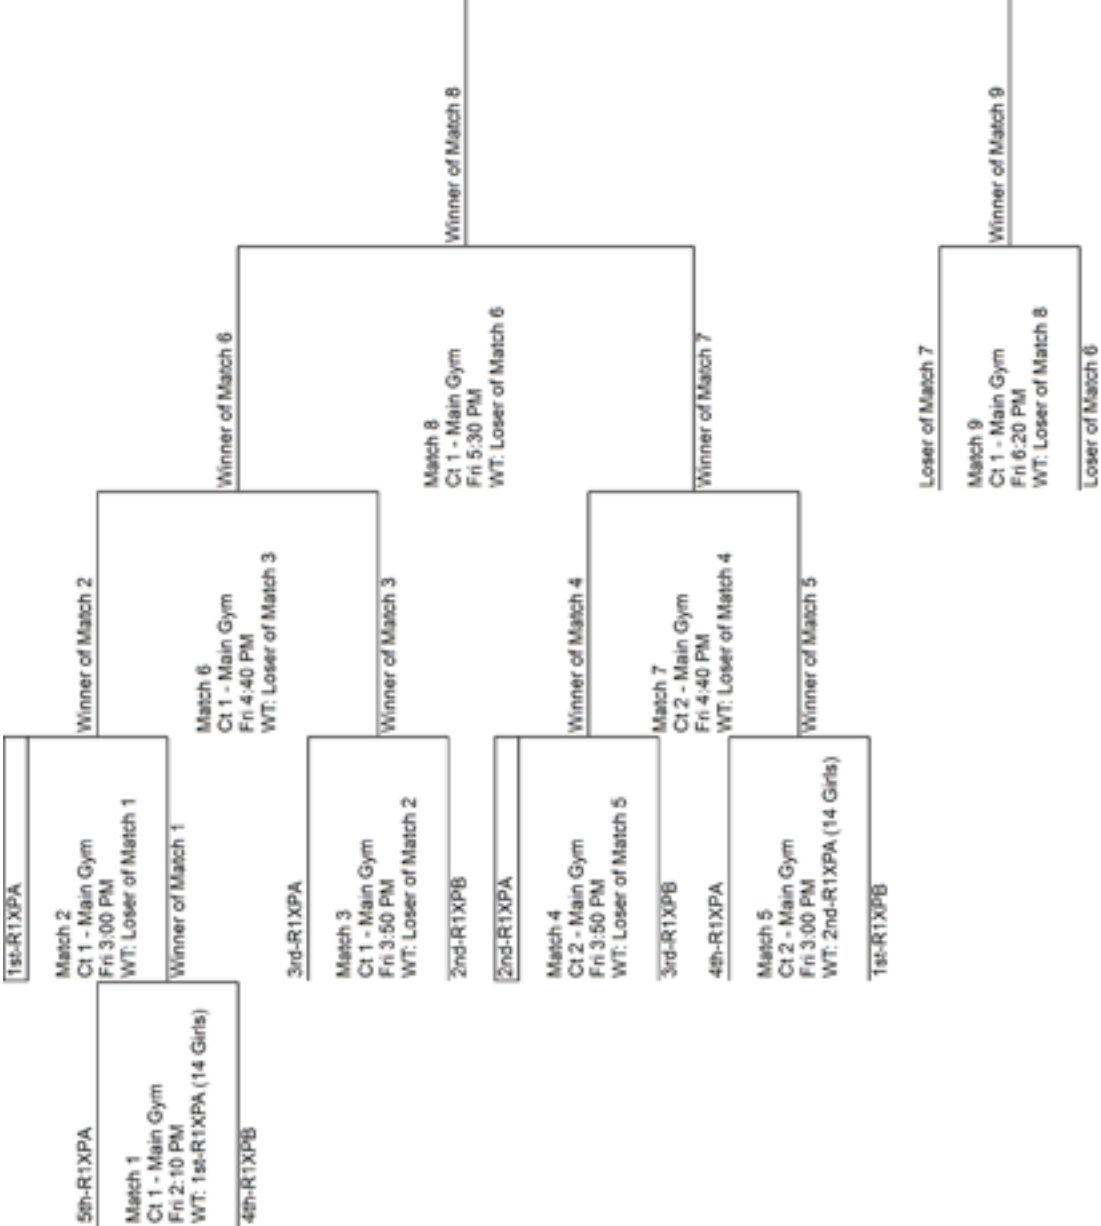 5th-R1XPA
Match 1
Ct 1 - Main Gym
Fri 2:10 PM
WT: 1st-R1XPA (14 Girls)
4th-R1XPB
1st-R1XPA
Match 2
Ct 1 - Main Gym
Fri 3:00 PM
WT: Loser of Match 1
Winner of Match 1
3rd-R1XPA
Match 3
Ct 1 - Main Gym
Fri 3:50 PM
WT: Loser of Match 2
2nd-R1XPB
2nd-R1XPA
Match 4
Ct 2 - Main Gym
Fri 3:50 PM
WT: Loser of Match 5
3rd-R1XPB
4th-R1XPA
Match 5
Ct 2 - Main Gym
Fri 3:00 PM
WT: 2nd-R1XPA (14 Girls)
1st-R1XPB
Winner of Match 2
Match 6
Ct 1 - Main Gym
Fri 4:40 PM
WT: Loser of Match 3
Winner of Match 3
Winner of Match 4
Match 7
Ct 2 - Main Gym
Fri 4:40 PM
WT: Loser of Match 4
Winner of Match 5
Winner of Match 6
Match 8
Ct 1 - Main Gym
Fri 5:30 PM
WT: Loser of Match 6
Winner of Match 7
Loser of Match 7
Match 9
Ct 1 - Main Gym
Fri 6:20 PM
WT: Loser of Match 8
Loser of Match 6
Winner of Match 8
Winner of Match 9